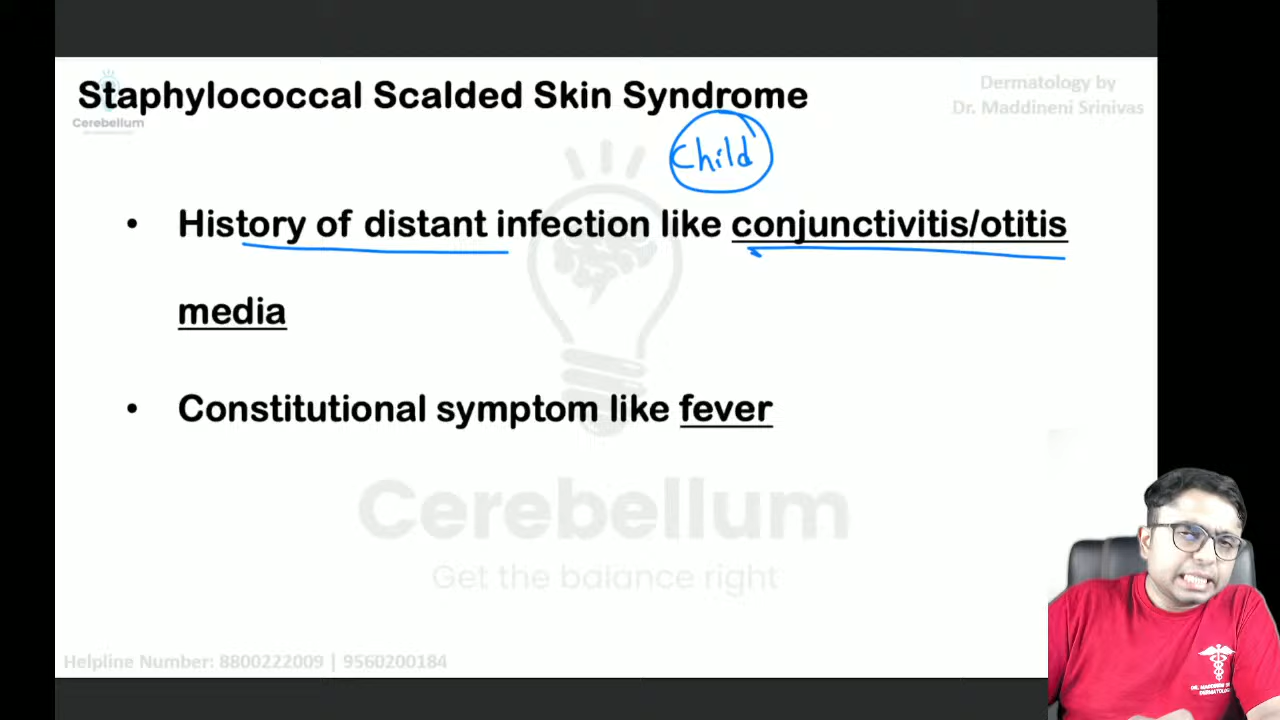 Staphylococcal Scalded Skin Syndrome
Dermatology by
Dr. Maddineni Srinivas
Cerebellum
Child
• History of distant infection like conjunctivitis/otitis
media
• Constitutional symptom like fever
Cerebellum
Get the balance right
Helpline Number: 8800222009 | 9560200184